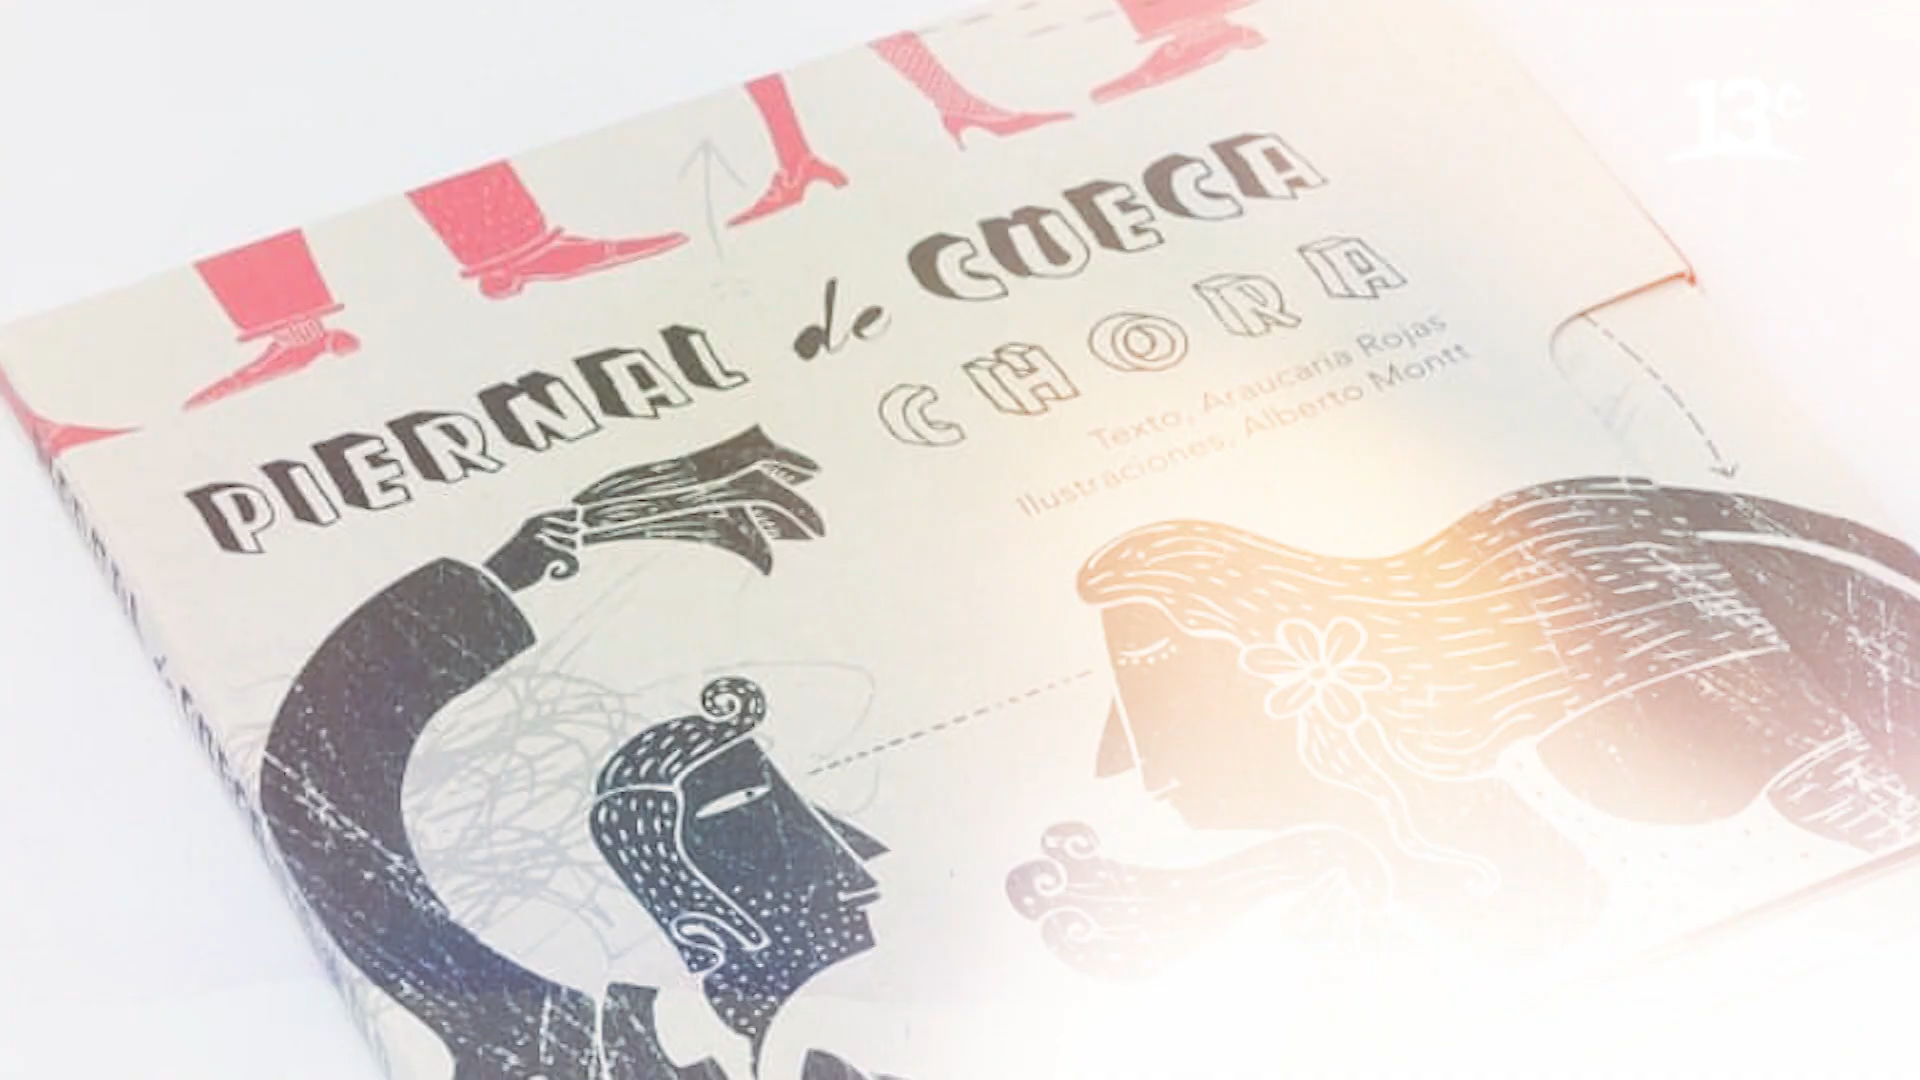 13c
PIERNAL de CUECA
CHORA
Texto, Araucaria Rojas
Ilustraciones, Alberto Montt